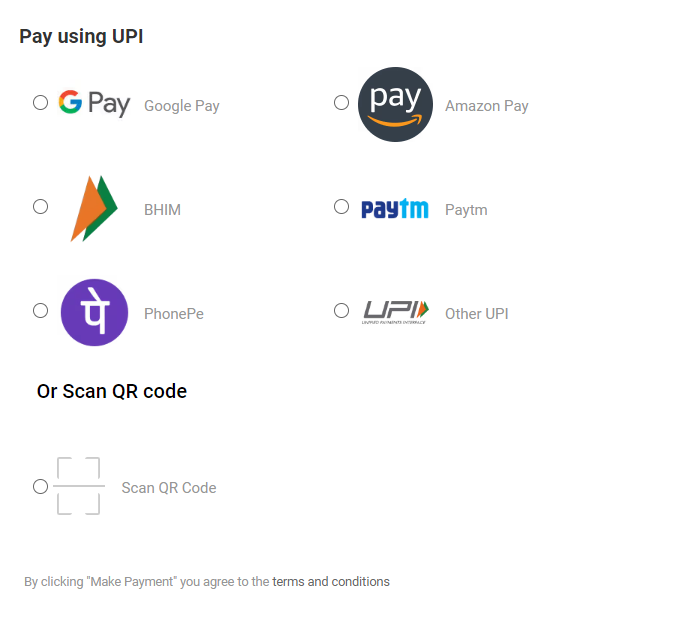 Pay using UPI
G Pay Google Pay
pay Amazon Pay
BHIM
Paytm Paytm
पे PhonePe
UPI Other UPI
UNIFIED PAYMENTS INTERFACE
Or Scan QR code
Scan QR Code
By clicking "Make Payment" you agree to the terms and conditions